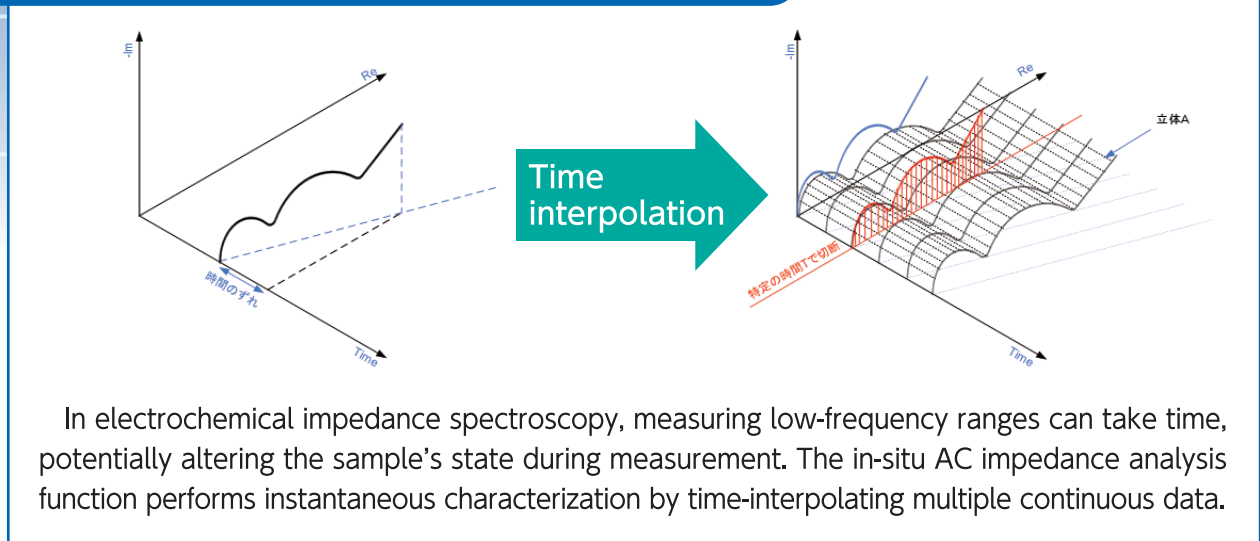 -Im
Re
時間のずれ
Time
Time
interpolation
-Im
Re
立体A
特定の時間Tで切断
Time
In electrochemical impedance spectroscopy, measuring low-frequency ranges can take time,
potentially altering the sample's state during measurement. The in-situ AC impedance analysis
function performs instantaneous characterization by time-interpolating multiple continuous data.